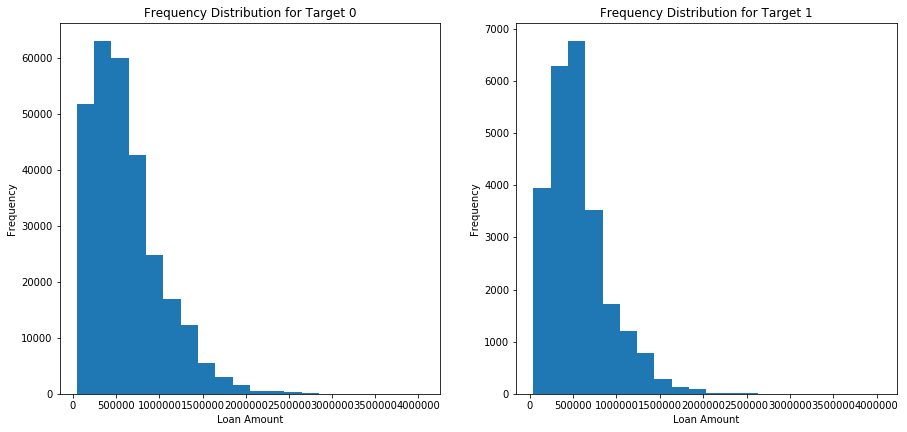 Frequency Distribution for Target 0
Frequency
60000
50000
40000
30000
20000
10000
0
0 500000 1000000 1500000 2000000 2500000 3000000 3500000 4000000
Loan Amount
Frequency Distribution for Target 1
Frequency
7000
6000
5000
4000
3000
2000
1000
0
0 500000 1000000 1500000 2000000 2500000 3000000 3500000 4000000
Loan Amount